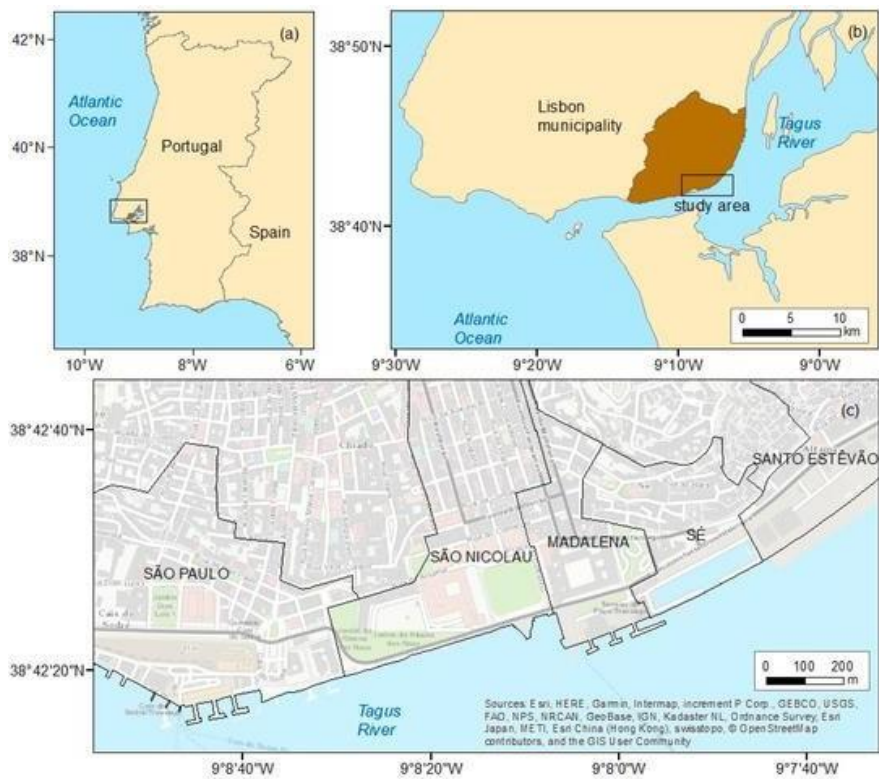 42°N
(a)
Atlantic
Ocean
40°N
Portugal
Spain
38°N
10°W
8°W
6°W
38°50'N
(b)
Lisbon
municipality
Tagus
River
study area
38°40'N
0
5
10
km
Atlantic
Ocean
9°30'W
9°20'W
9°10'W
9°0'W
(c)
38°42'40"N
Chiado
SANTO ESTÊVÃO
SÉ
MADALENA
SÃO NICOLAU
SÃO PAULO
Cais do
Sodré
38°42'20"N
0
100
200
m
Tagus
River
Sources: Esri, HERE, Garmin, Intermap, increment P Corp., GEBCO, USGS,
FAO, NPS, NRCAN, GeoBase, IGN, Kadaster NL, Ordnance Survey, Esri
Japan, METI, Esri China (Hong Kong), swisstopo, © OpenStreetMap
contributors, and the GIS User Community
9°8'40"W
9°8'20"W
9°8'0"W
9°7'40"W